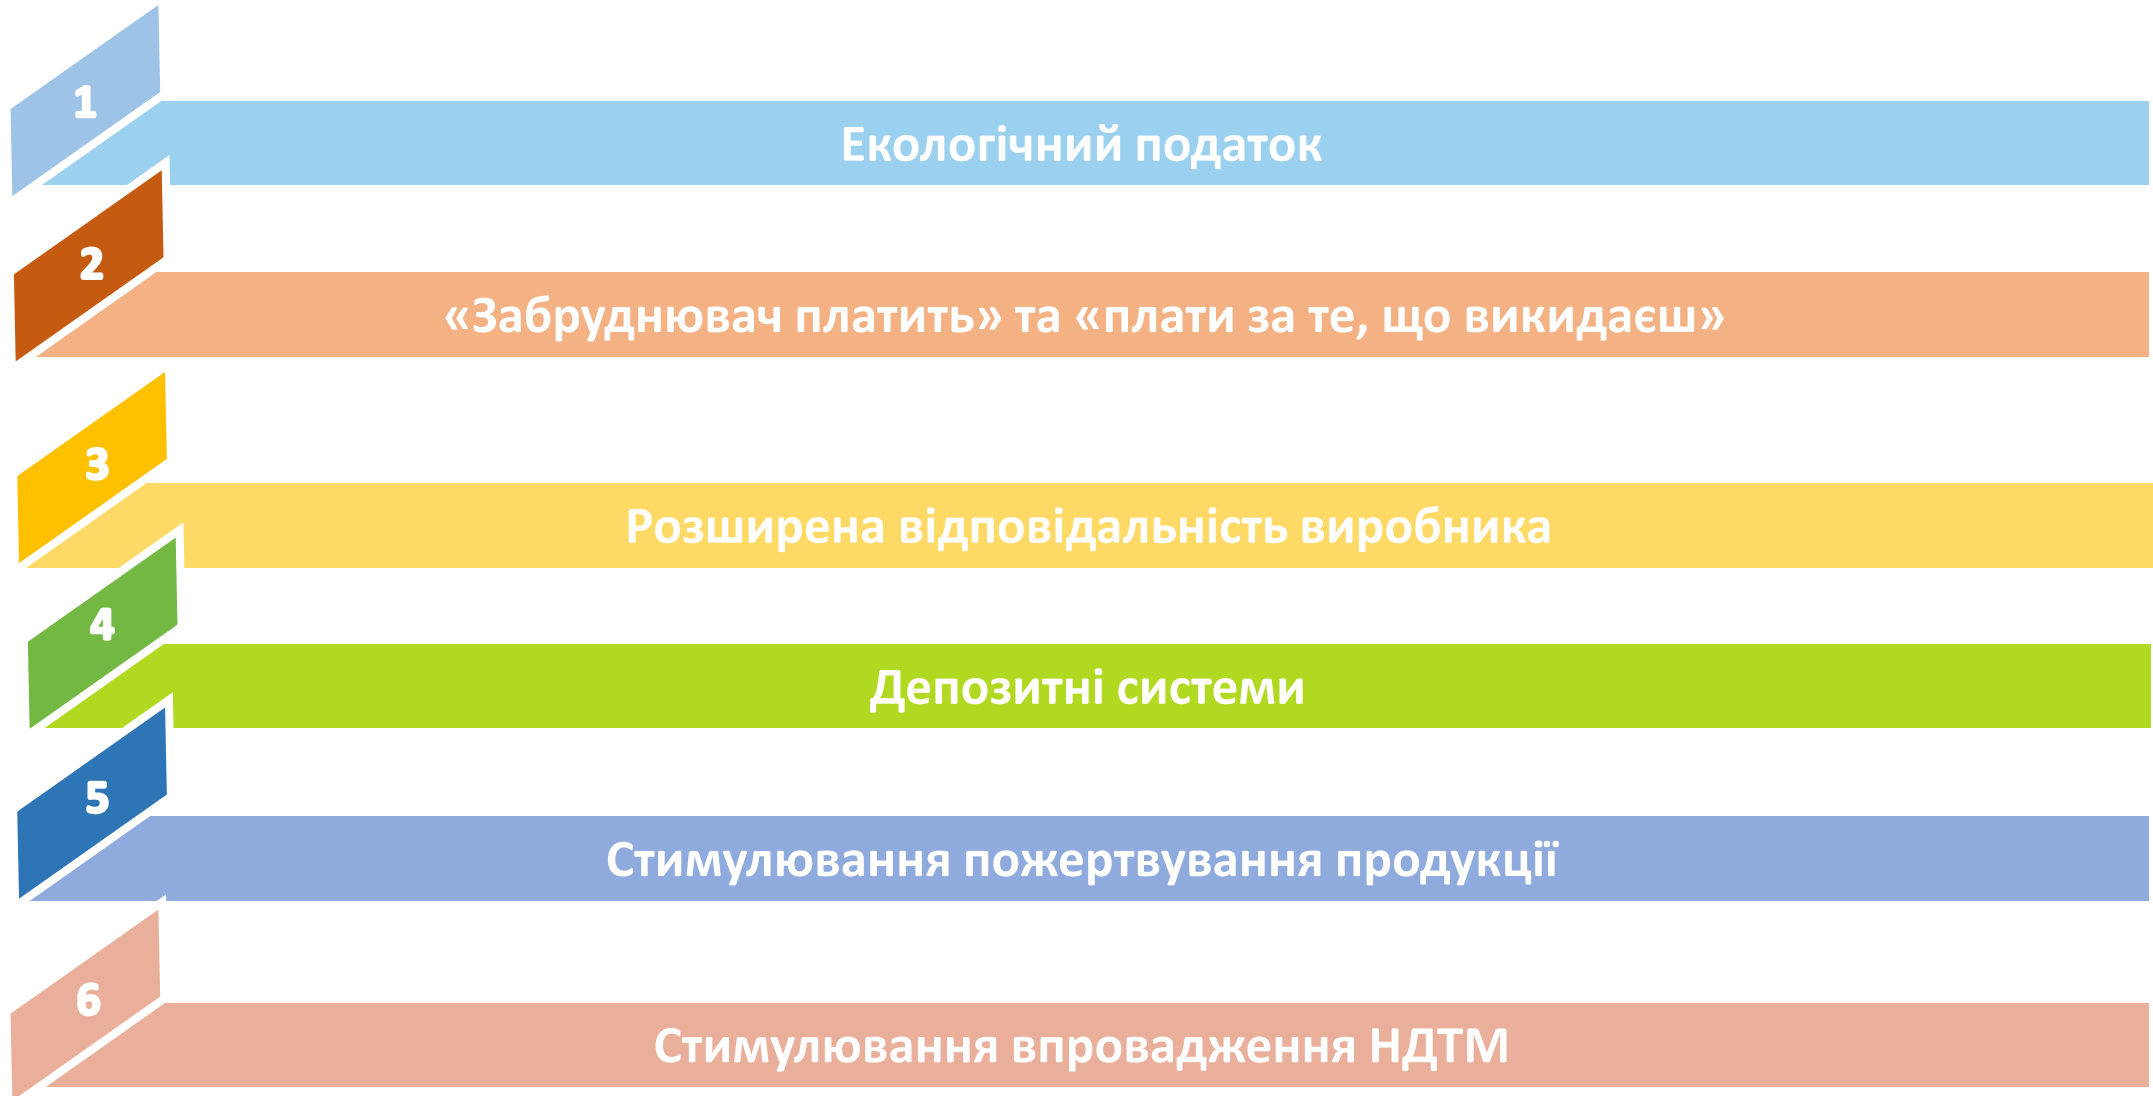 1
Екологічний податок
2
«Забруднювач платить» та «плати за те, що викидаєш»
3
Розширена відповідальність виробника
4
Депозитні системи
5
Стимулювання пожертвування продукції
6
Стимулювання впровадження НДТМ